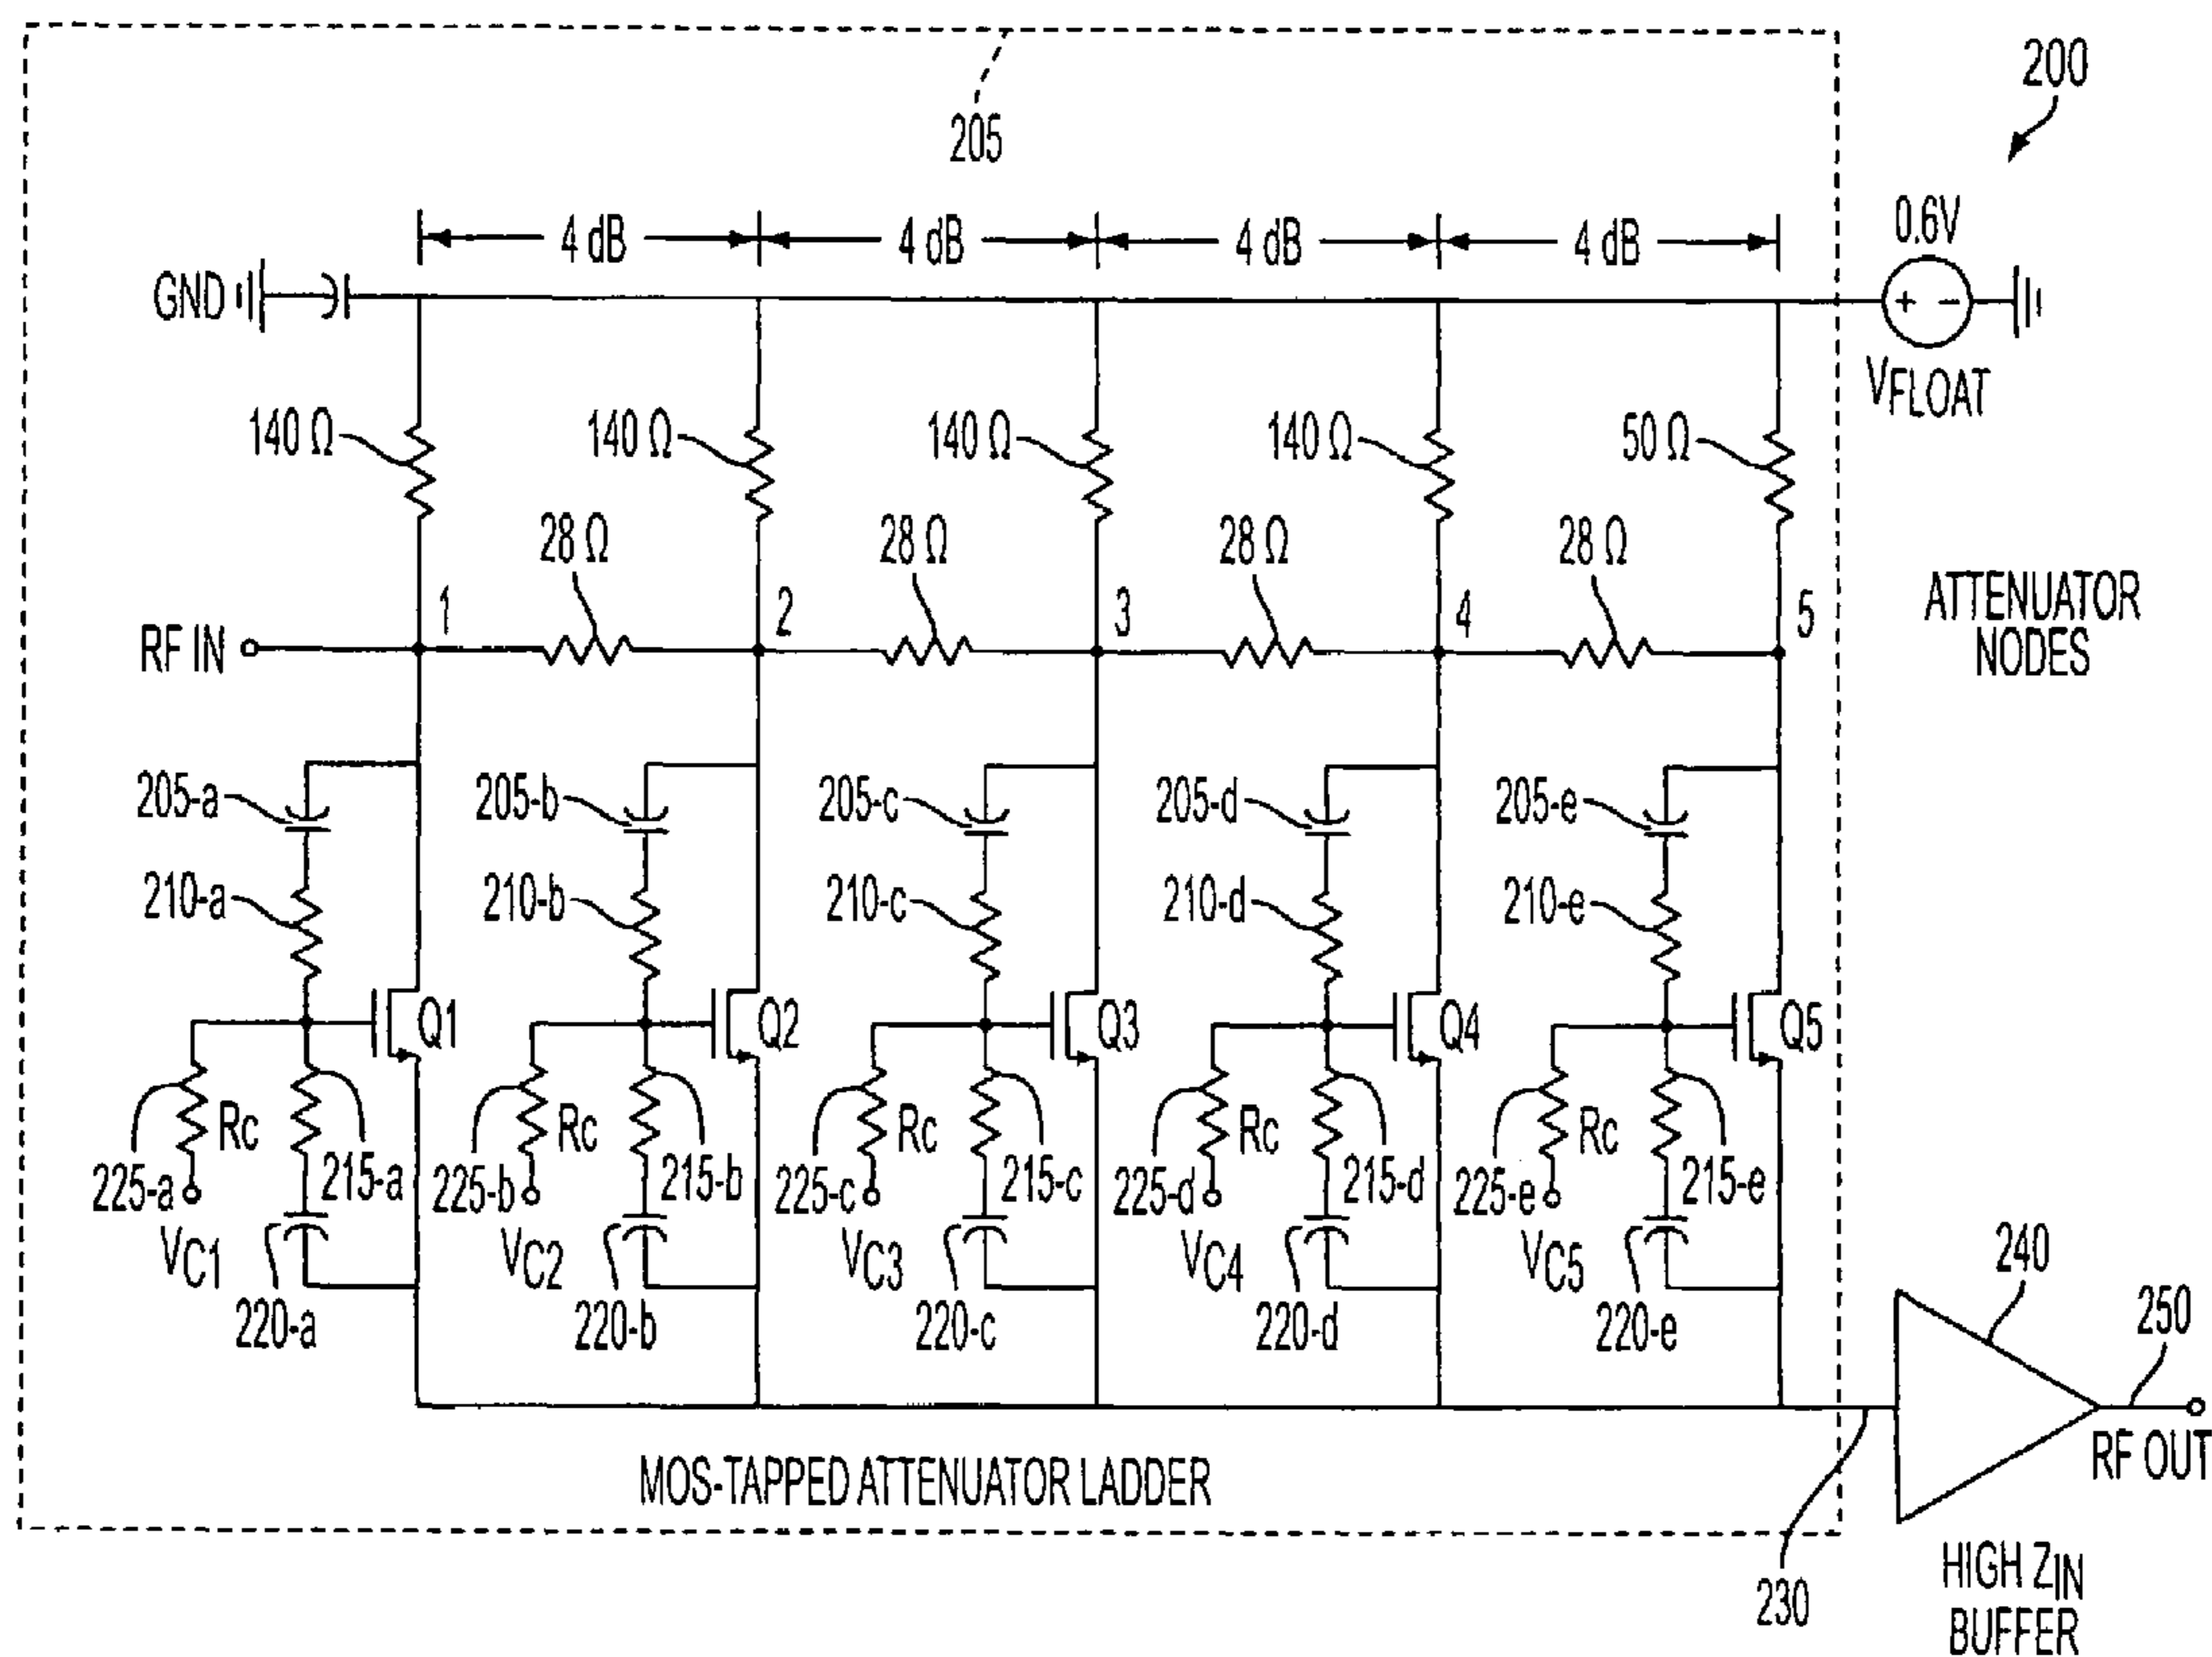 200
205
4 dB 4 dB 4 dB 4 dB
0.6V
GND
VFLOAT
140 Ω 140 Ω 140 Ω 140 Ω 50 Ω
28 Ω 28 Ω 28 Ω 28 Ω
1 2 3 4 5
RF IN
ATTENUATOR
NODES
205-a 205-b 205-c 205-d 205-e
210-a 210-b 210-c 210-d 210-e
Q1 Q2 Q3 Q4 Q5
Rc Rc Rc Rc Rc
225-a 215-a 225-b 215-b 225-c 215-c 225-d 215-d 225-e 215-e
VC1 VC2 VC3 VC4 VC5
220-a 220-b 220-c 220-d 220-e
240
250
RF OUT
MOS-TAPPED ATTENUATOR LADDER
230
HIGH ZIN
BUFFER